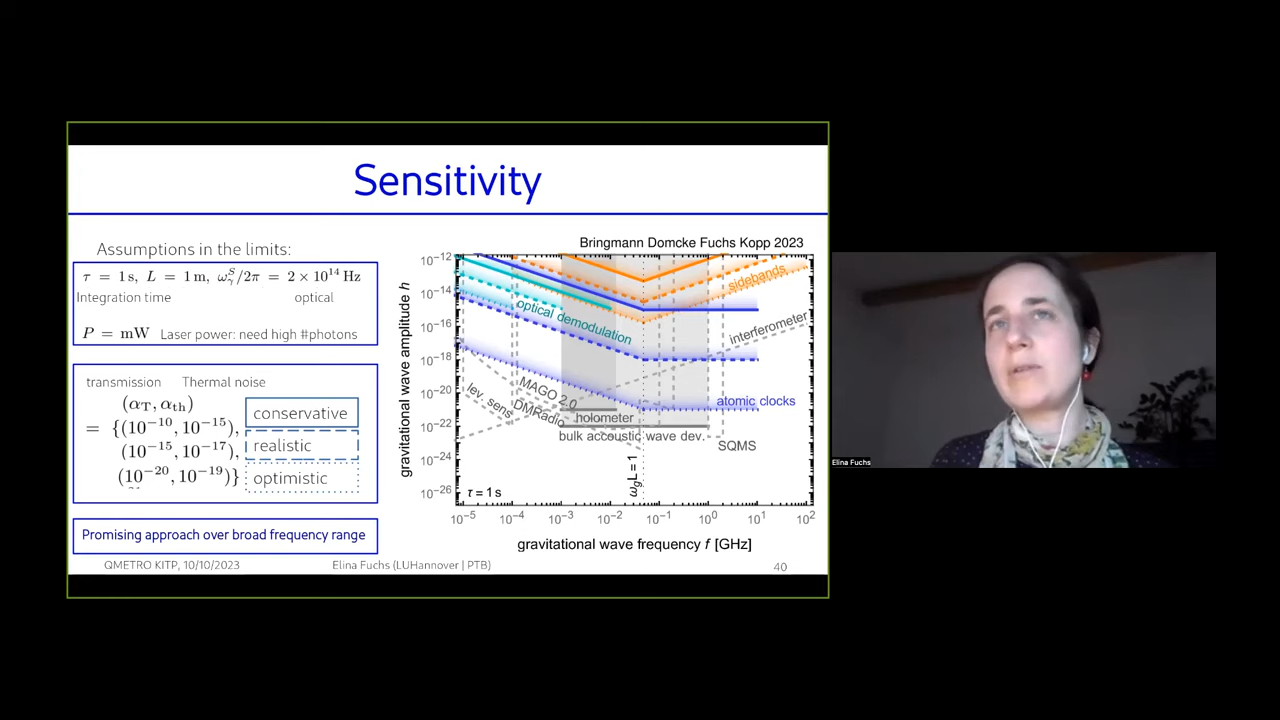 Sensitivity
Assumptions in the limits:
τ = 1 s, L = 1 m, ω_γ^S/2π = 2 × 10^14 Hz
Integration time optical
P = mW Laser power: need high #photons
transmission Thermal noise
(α_T, α_th)
= {(10^−10, 10^−15), conservative
(10^−15, 10^−17), realistic
(10^−20, 10^−19)} optimistic
Promising approach over broad frequency range
Bringmann Domcke Fuchs Kopp 2023
gravitational wave amplitude h
10^−12
10^−14
10^−16
10^−18
10^−20
10^−22
10^−24
10^−26
sidebands
optical demodulation
interferometer
MAGO 2.0
lev. sens.
DMRadio
atomic clocks
holometer
bulk accoustic wave dev.
SQMS
ω_gL = 1
τ = 1 s
10^−5 10^−4 10^−3 10^−2 10^−1 10^0 10^1 10^2
gravitational wave frequency f [GHz]
QMETRO KITP, 10/10/2023 Elina Fuchs (LUHannover | PTB) 40
Elina Fuchs